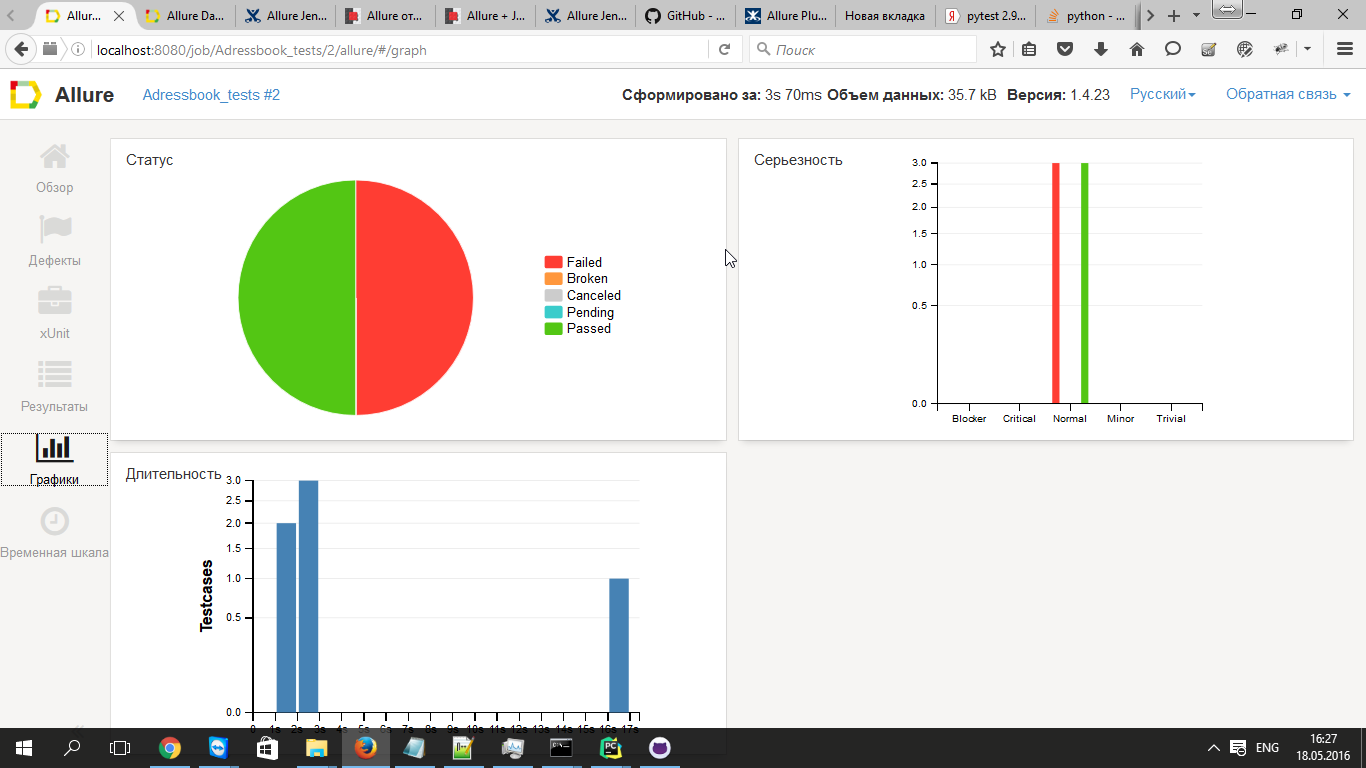 Allur...
Allure Da...
Allure Jen...
Allure от...
Allure + J...
Allure Jen...
GitHub - ...
Allure Plu...
Новая вкладка
pytest 2.9...
python - ...
localhost:8080/job/Adressbook_tests/2/allure/#/graph
Поиск
Allure
Adressbook_tests #2
Сформировано за: 3s 70ms Объем данных: 35.7 kB Версия: 1.4.23
Русский
Обратная связь
Обзор
Дефекты
xUnit
Результаты
Графики
Временная шкала
Статус
Failed
Broken
Canceled
Pending
Passed
Серьезность
3.0
2.5
2.0
1.5
1.0
0.5
0.0
Blocker Critical Normal Minor Trivial
Длительность
3.0
2.5
2.0
1.5
1.0
0.5
0.0
Testcases
0 1s 2s 3s 4s 5s 6s 7s 8s 9s 10s 11s 12s 13s 14s 15s 16s 17s
ENG
16:27
18.05.2016